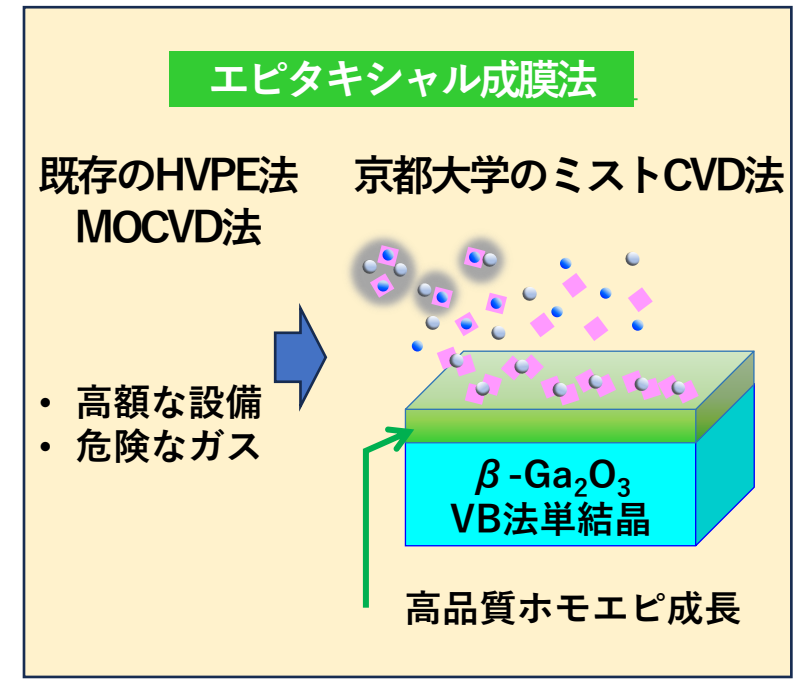 エピタキシャル成膜法
既存のHVPE法
MOCVD法
• 高額な設備
• 危険なガス
京都大学のミストCVD法
β-Ga₂O₃
VB法単結晶
高品質ホモエピ成長